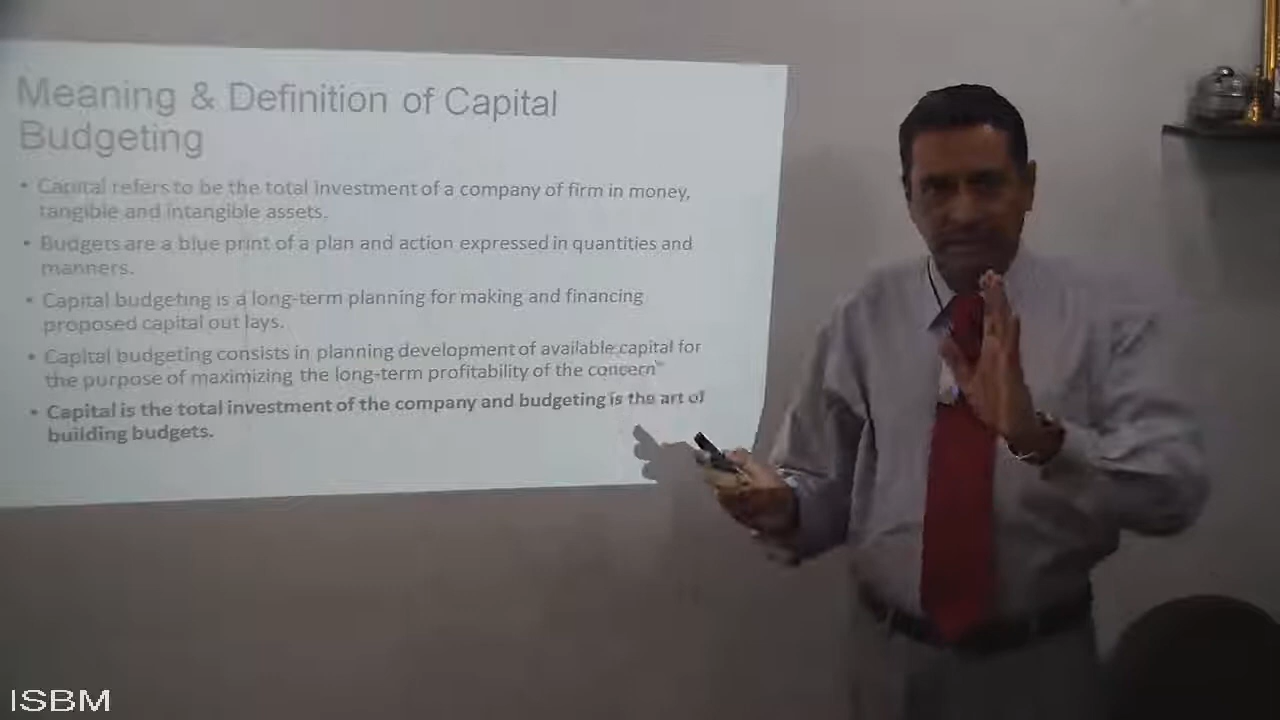 Meaning & Definition of Capital
Budgeting
• Capital refers to be the total investment of a company of firm in money,
tangible and intangible assets.
• Budgets are a blue print of a plan and action expressed in quantities and
manners.
• Capital budgeting is a long-term planning for making and financing
proposed capital out lays.
• Capital budgeting consists in planning development of available capital for
the purpose of maximizing the long-term profitability of the concern"
• Capital is the total investment of the company and budgeting is the art of
building budgets.
ISBM